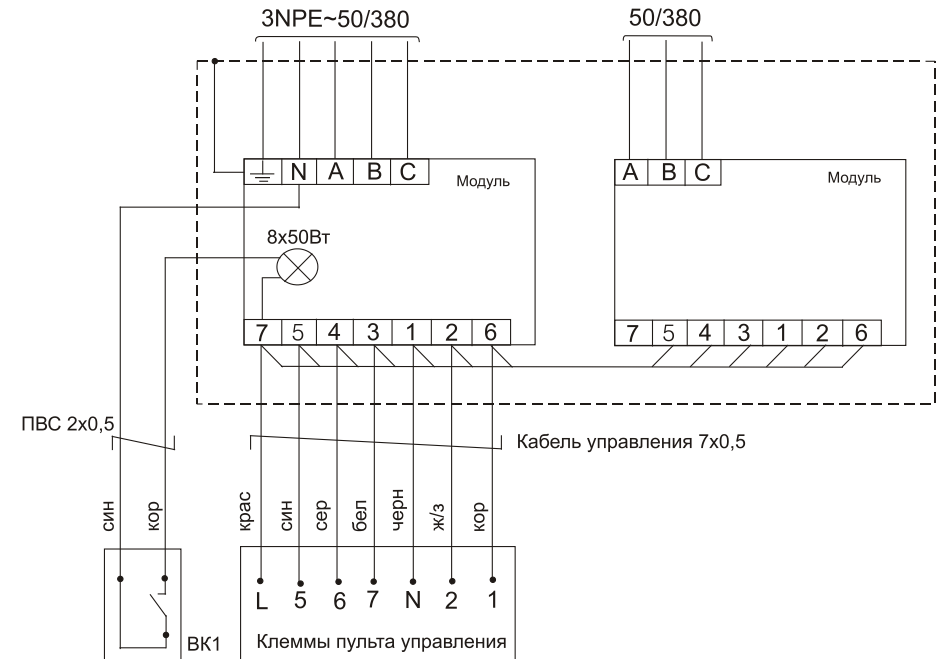 3NPE~50/380
50/380
N A B C
Модуль
A B C
Модуль
8х50Вт
7 5 4 3 1 2 6
7 5 4 3 1 2 6
ПВС 2х0,5
Кабель управления 7х0,5
син
кор
крас
син
сер
бел
черн
ж/з
кор
L 5 6 7 N 2 1
ВК1
Клеммы пульта управления